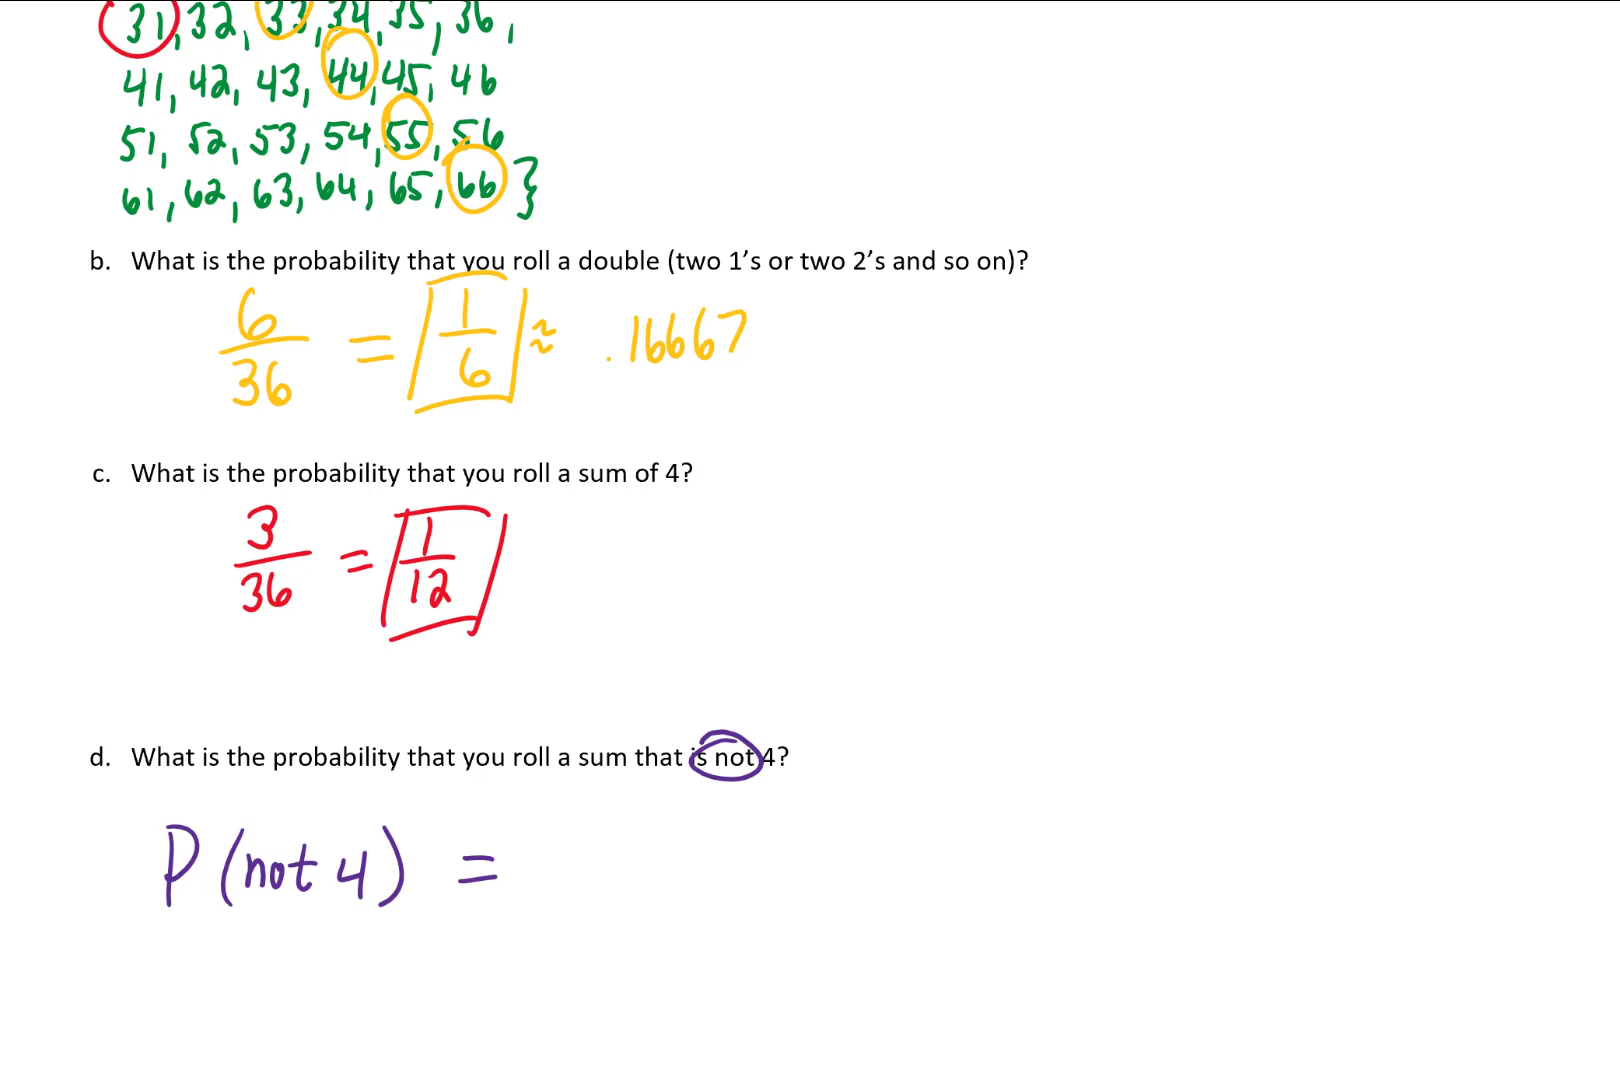 31, 32, 33, 34, 35, 36,
41, 42, 43, 44, 45, 46
51, 52, 53, 54, 55, 56
61, 62, 63, 64, 65, 66 }
b. What is the probability that you roll a double (two 1's or two 2's and so on)?
6/36 = 1/6 ≈ .16667
c. What is the probability that you roll a sum of 4?
3/36 = 1/12
d. What is the probability that you roll a sum that is not 4?
P (not 4) =